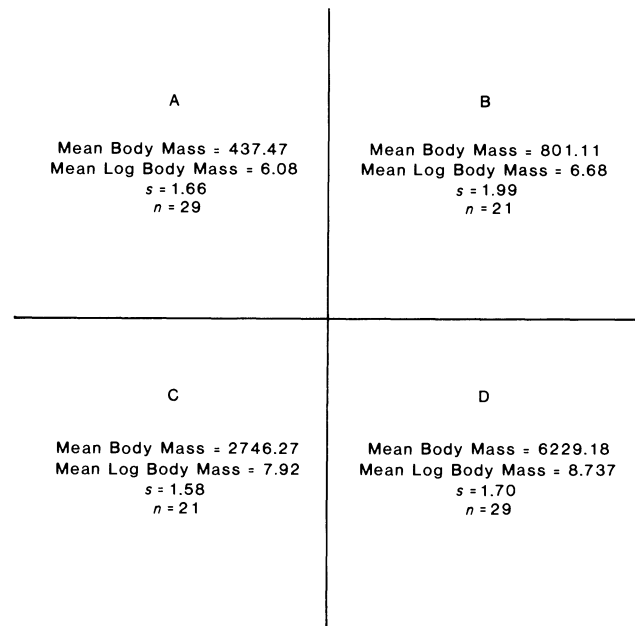 A
Mean Body Mass = 437.47
Mean Log Body Mass = 6.08
s = 1.66
n = 29
B
Mean Body Mass = 801.11
Mean Log Body Mass = 6.68
s = 1.99
n = 21
C
Mean Body Mass = 2746.27
Mean Log Body Mass = 7.92
s = 1.58
n = 21
D
Mean Body Mass = 6229.18
Mean Log Body Mass = 8.737
s = 1.70
n = 29